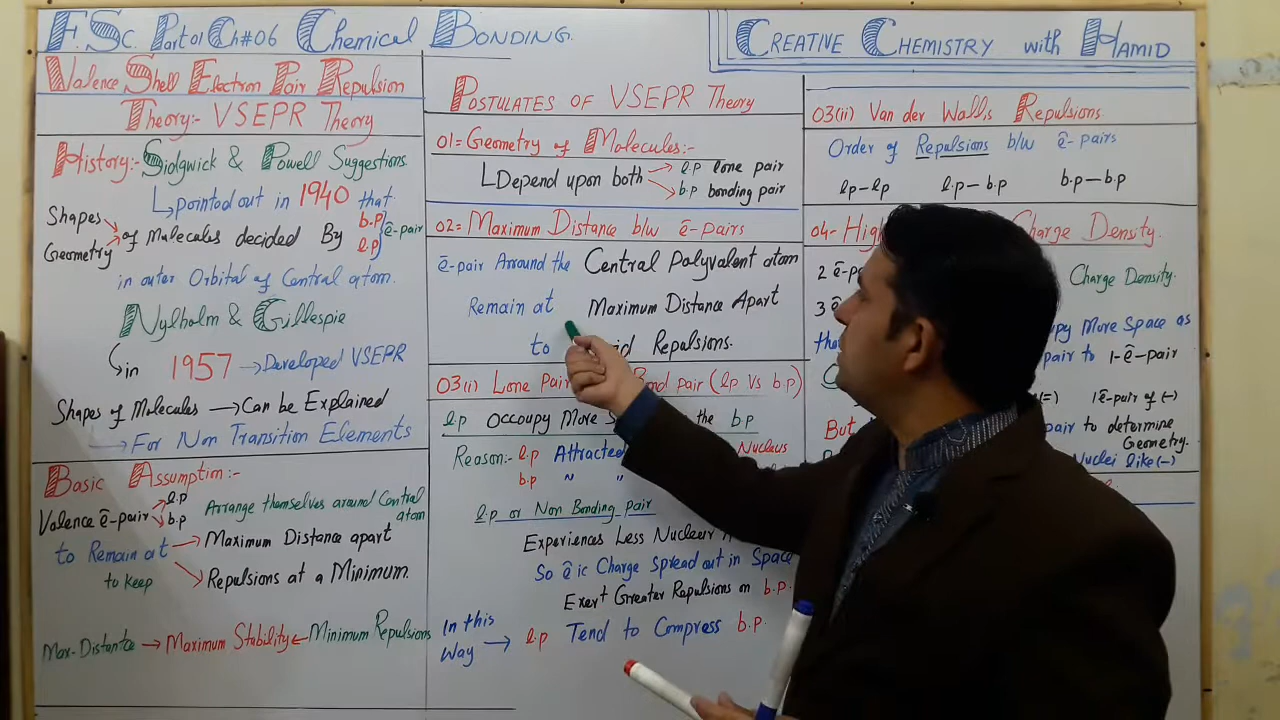 F.Sc. Part 01 Ch#06 Chemical Bonding.
Creative Chemistry with Hamid
Valence Shell Electron Pair Repulsion
Theory:- VSEPR Theory
History: Sidgwick & Powell Suggestions
pointed out in 1940 that
Shapes
Geometry of Molecules decided By b.p l.p ē-pair
in outer Orbital of Central atom.
Nylholm & Gillespie
in 1957 → Developed VSEPR
Shapes of Molecules → Can be Explained
→ For Non Transition Elements
Basic Assumption:-
Valence ē-pair l.p b.p Arrange themselves around Central atom
to Remain at → Maximum Distance apart
to keep → Repulsions at a Minimum.
Max-Distance → Maximum Stability ← Minimum Repulsions
Postulates of VSEPR Theory
01= Geometry of Molecules:-
Depend upon both l.p lone pair
b.p bonding pair
02= Maximum Distance b/w ē-pairs
ē-pair Arround the Central Polyvalent atom
Remain at Maximum Distance Apart
to Repulsions.
03(i) Lone Pair Bond pair (lp Vs b.p)
l.p Occupy More the b.p
Reason:- l.p Attracted Nucleus
b.p " "
l.p or Non Bonding pair
Experiences Less Nuclear
So ē ic Charge Spread out in Space
Exert Greater Repulsions on b.p.
In this Way → l.p Tend to Compress b.p.
03(ii) Van der Wall's Repulsions
Order of Repulsions b/w ē-pairs
lp-lp l.p-b.p b.p-b.p
04- High Charge Density.
2 Charge Density.
3
More Space as
pair to 1-ē-pair
(=) 1ē-pair of (-)
But pair to determine
Geometry.
Nuclei like (-)